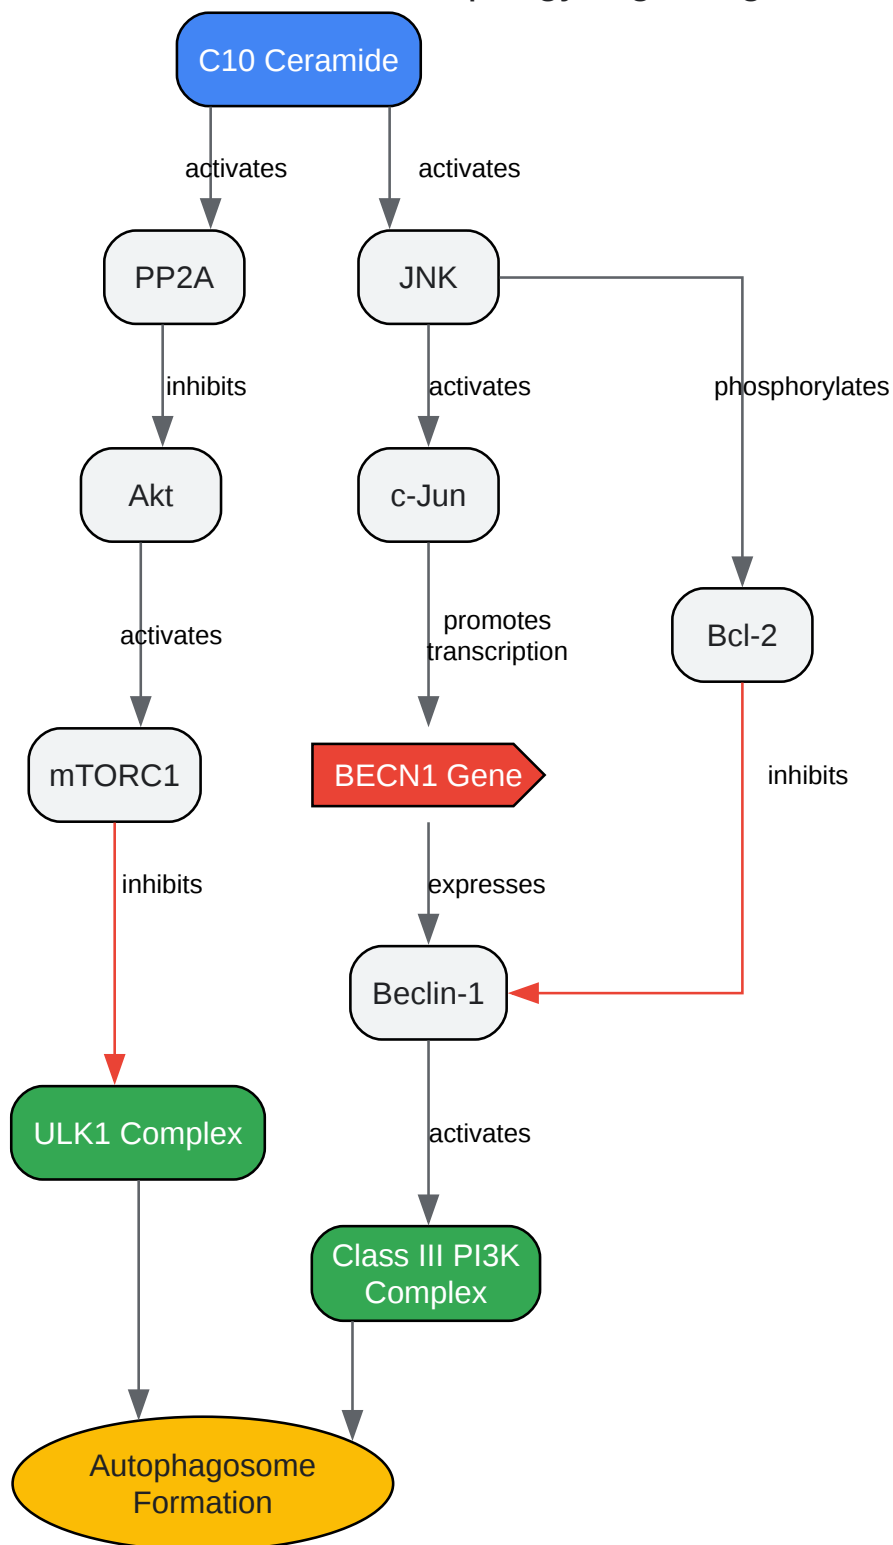 C10 Ceramide
activates
activates
PP2A
JNK
inhibits
activates
phosphorylates
Akt
c-Jun
activates
promotes
transcription
Bcl-2
mTORC1
BECN1 Gene
inhibits
inhibits
expresses
Beclin-1
ULK1 Complex
activates
Class III PI3K
Complex
Autophagosome
Formation